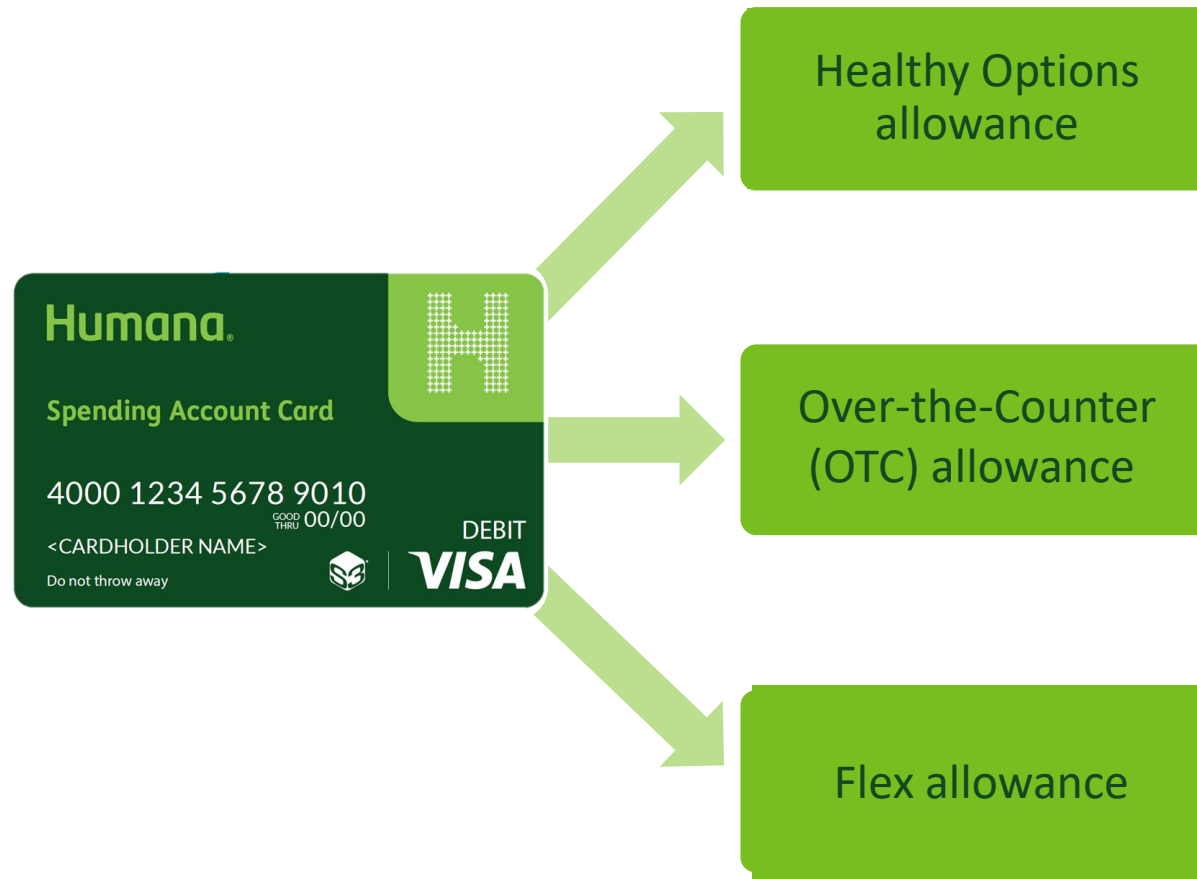 Healthy Options
allowance
Humana®
H
Spending Account Card
4000 1234 5678 9010
GOOD THRU 00/00
<CARDHOLDER NAME>
Do not throw away
S3
DEBIT
VISA
Over-the-Counter
(OTC) allowance
Flex allowance